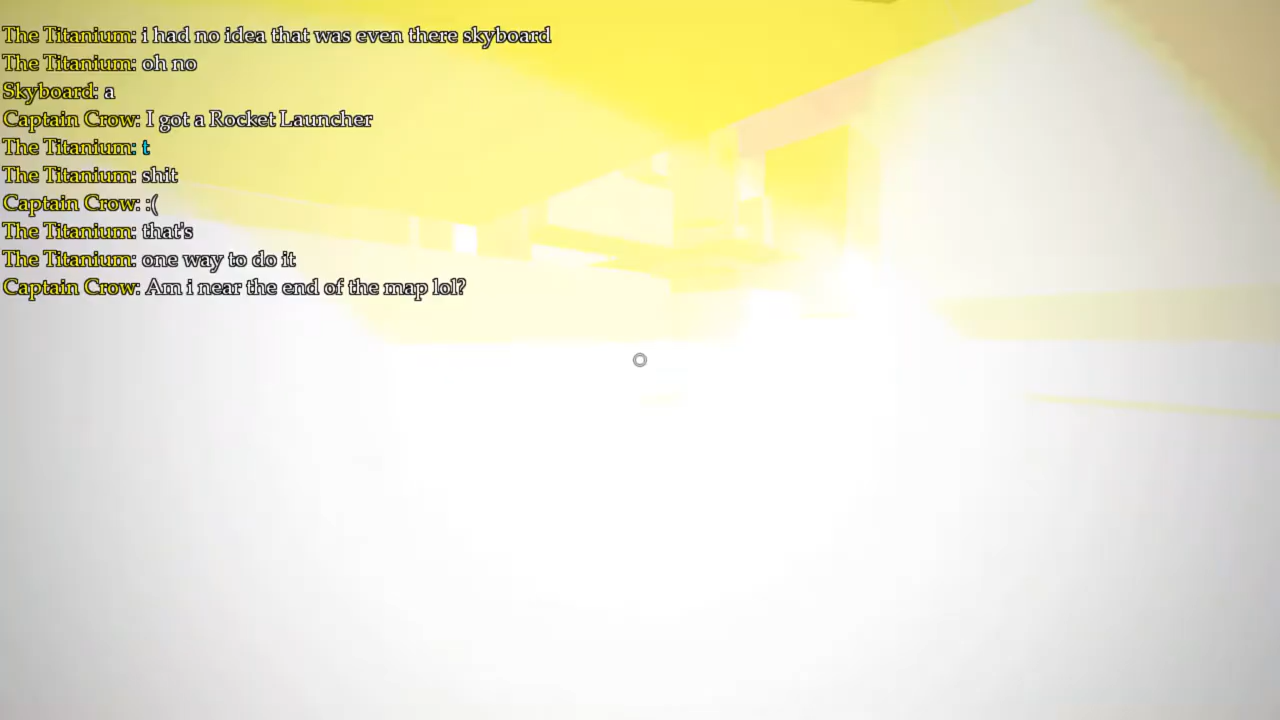 The Titanium: i had no idea that was even there skyboard
The Titanium: oh no
Skyboard: a
Captain Crow: I got a Rocket Launcher
The Titanium: t
The Titanium: shit
Captain Crow: :(
The Titanium: that's
The Titanium: one way to do it
Captain Crow: Am i near the end of the map lol?